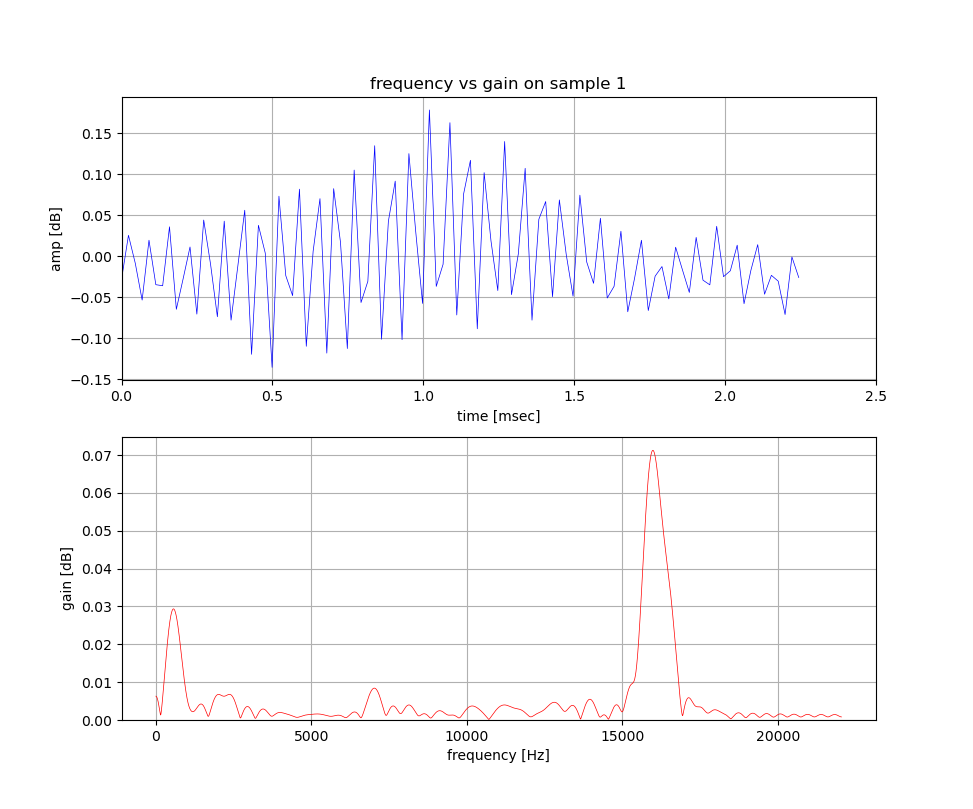 frequency vs gain on sample 1
0.15
0.10
0.05
0.00
−0.05
−0.10
−0.15
amp [dB]
0.0 0.5 1.0 1.5 2.0 2.5
time [msec]
0.07
0.06
0.05
0.04
0.03
0.02
0.01
0.00
gain [dB]
0 5000 10000 15000 20000
frequency [Hz]